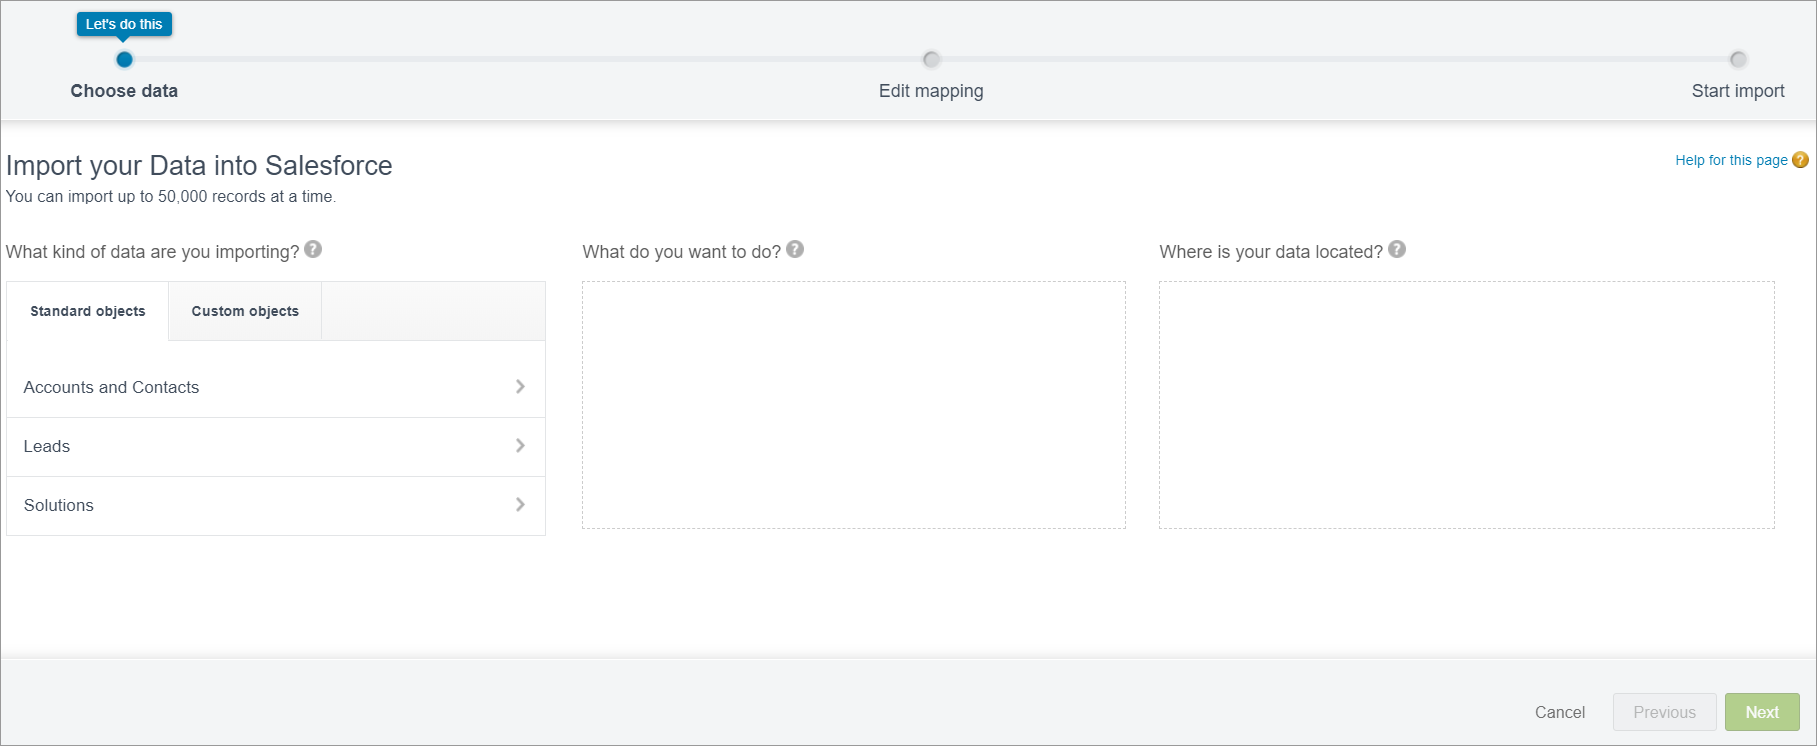 Let's do this
Choose data
Edit mapping
Start import
Import your Data into Salesforce
Help for this page ?
You can import up to 50,000 records at a time.
What kind of data are you importing? ?
What do you want to do? ?
Where is your data located? ?
Standard objects
Custom objects
Accounts and Contacts
Leads
Solutions
Cancel
Previous
Next